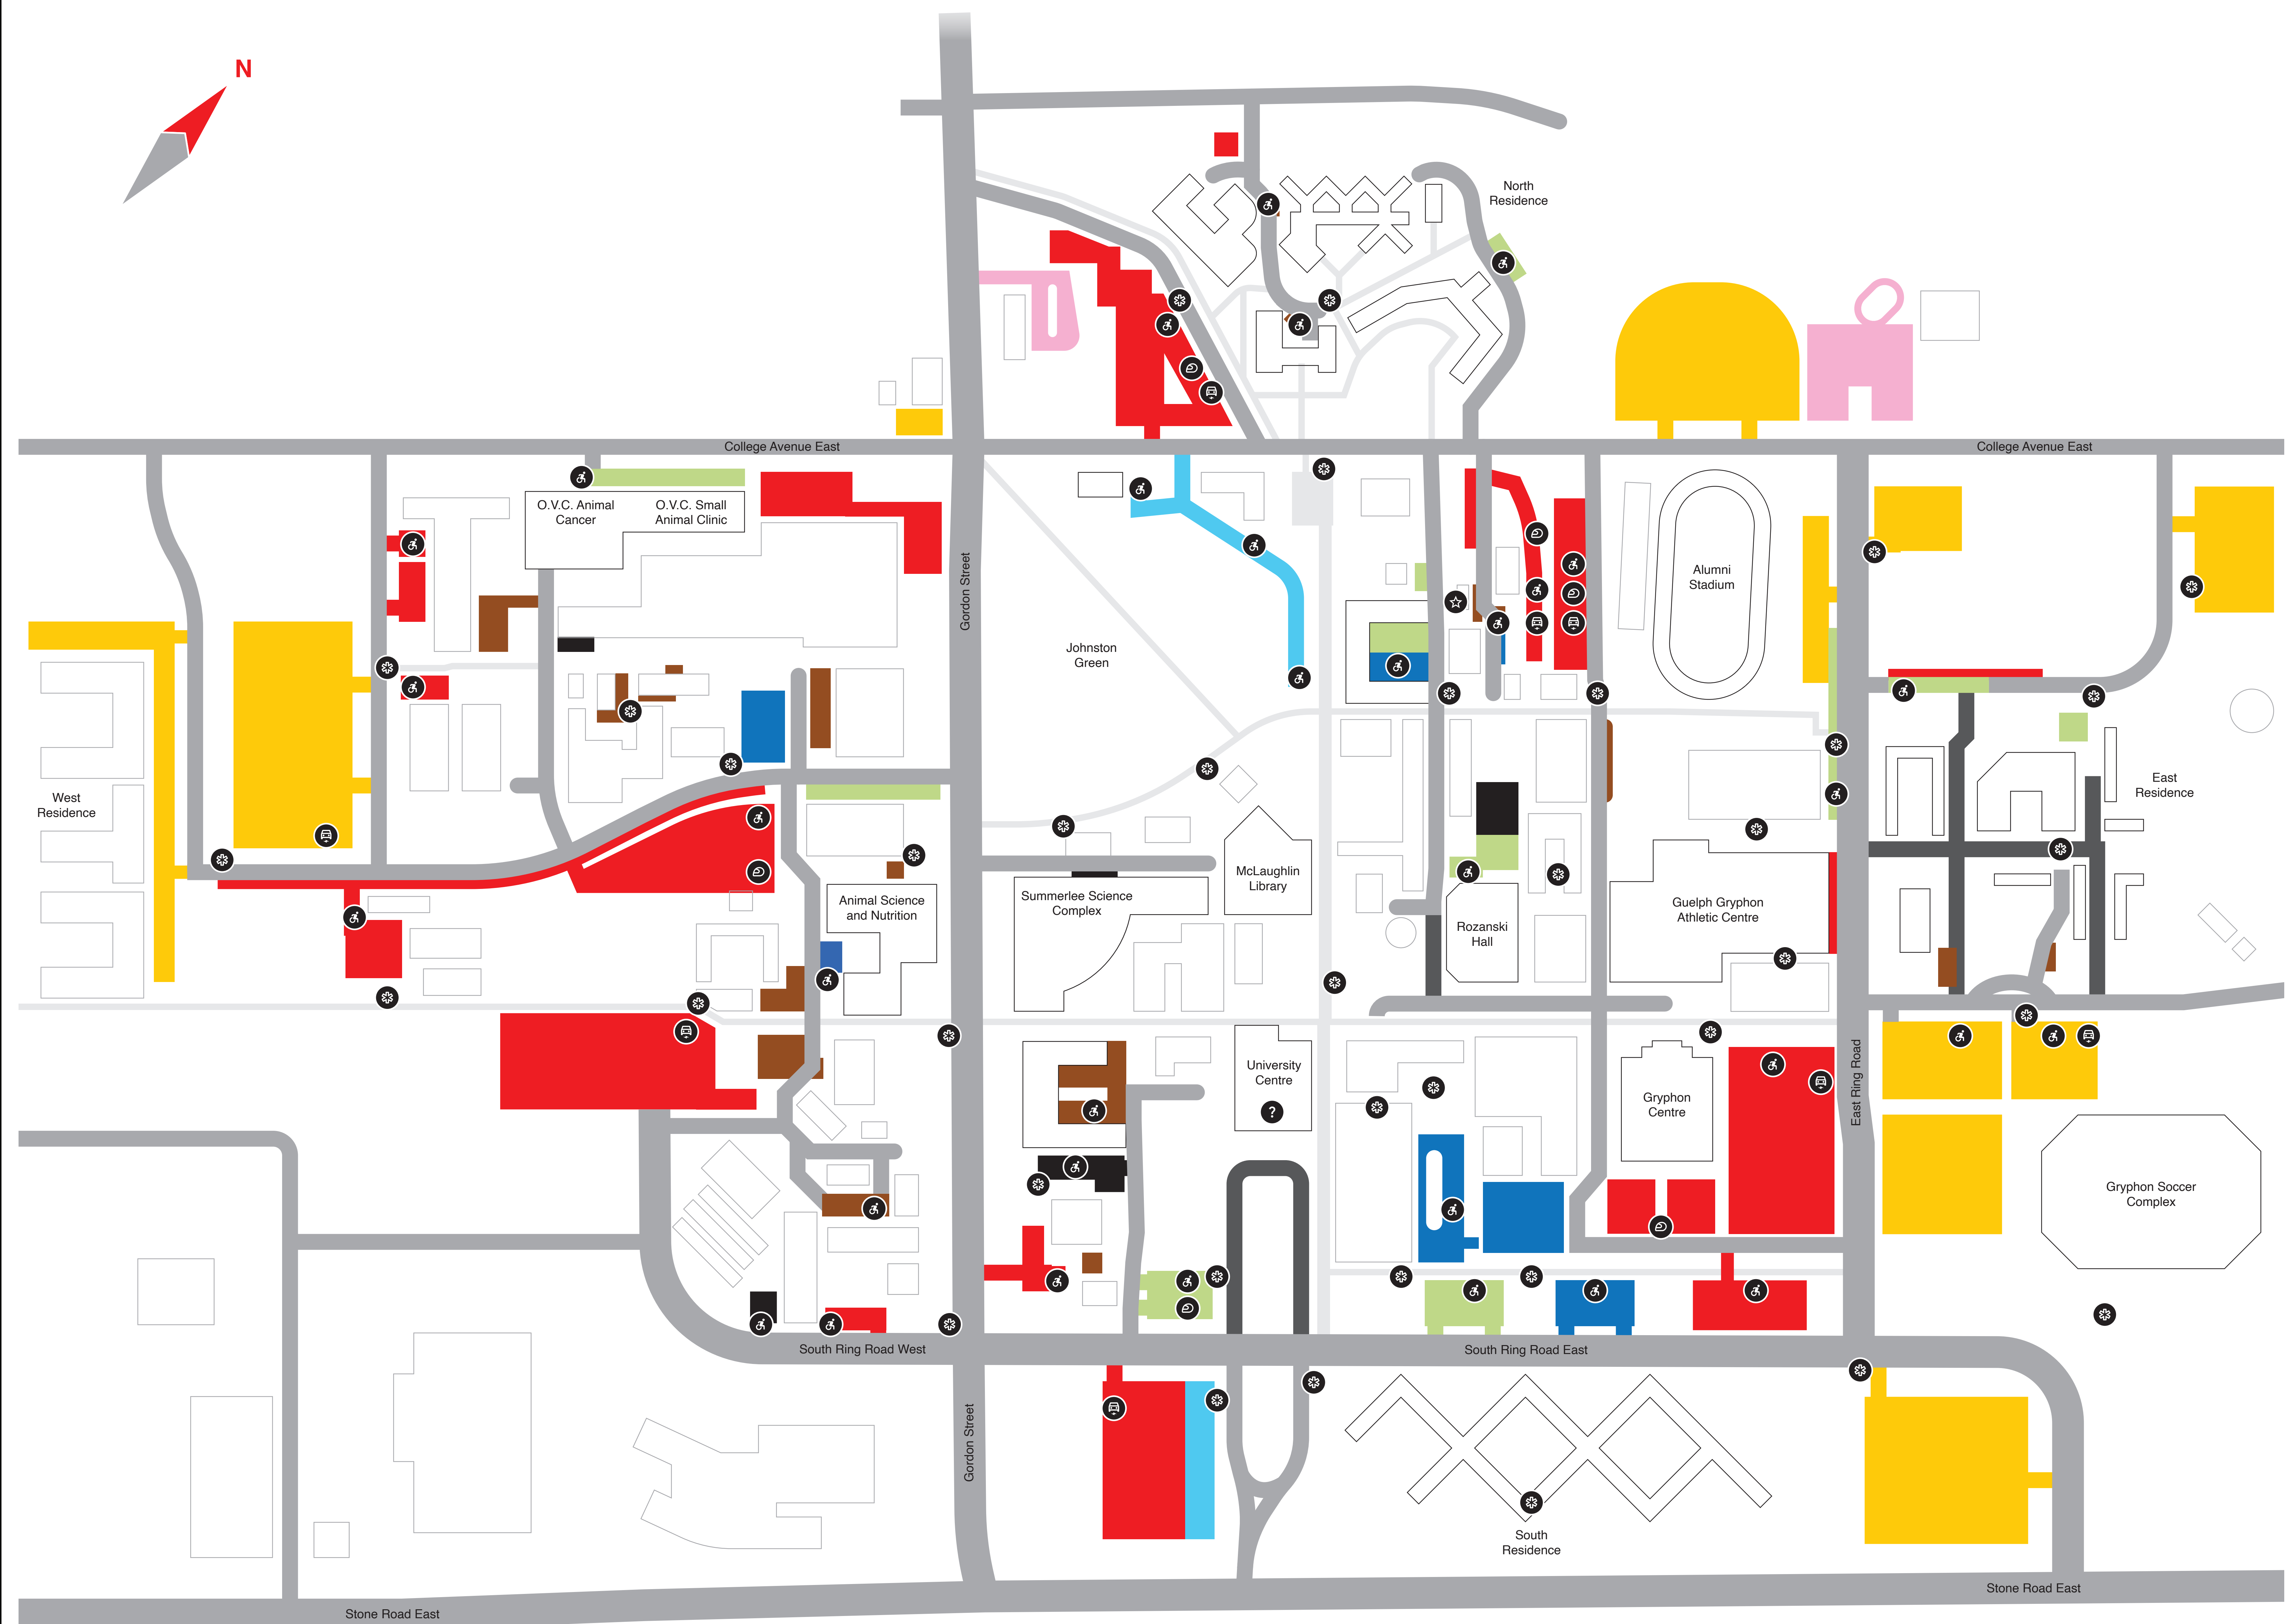 N
North
Residence
College Avenue East
College Avenue East
O.V.C. Animal
Cancer
O.V.C. Small
Animal Clinic
Gordon Street
Alumni
Stadium
Johnston
Green
West
Residence
East
Residence
McLaughlin
Library
Summerlee Science
Complex
Animal Science
and Nutrition
Rozanski
Hall
Guelph Gryphon
Athletic Centre
University
Centre
?
Gryphon
Centre
East Ring Road
Gryphon Soccer
Complex
South Ring Road West
South Ring Road East
Gordon Street
South
Residence
Stone Road East
Stone Road East